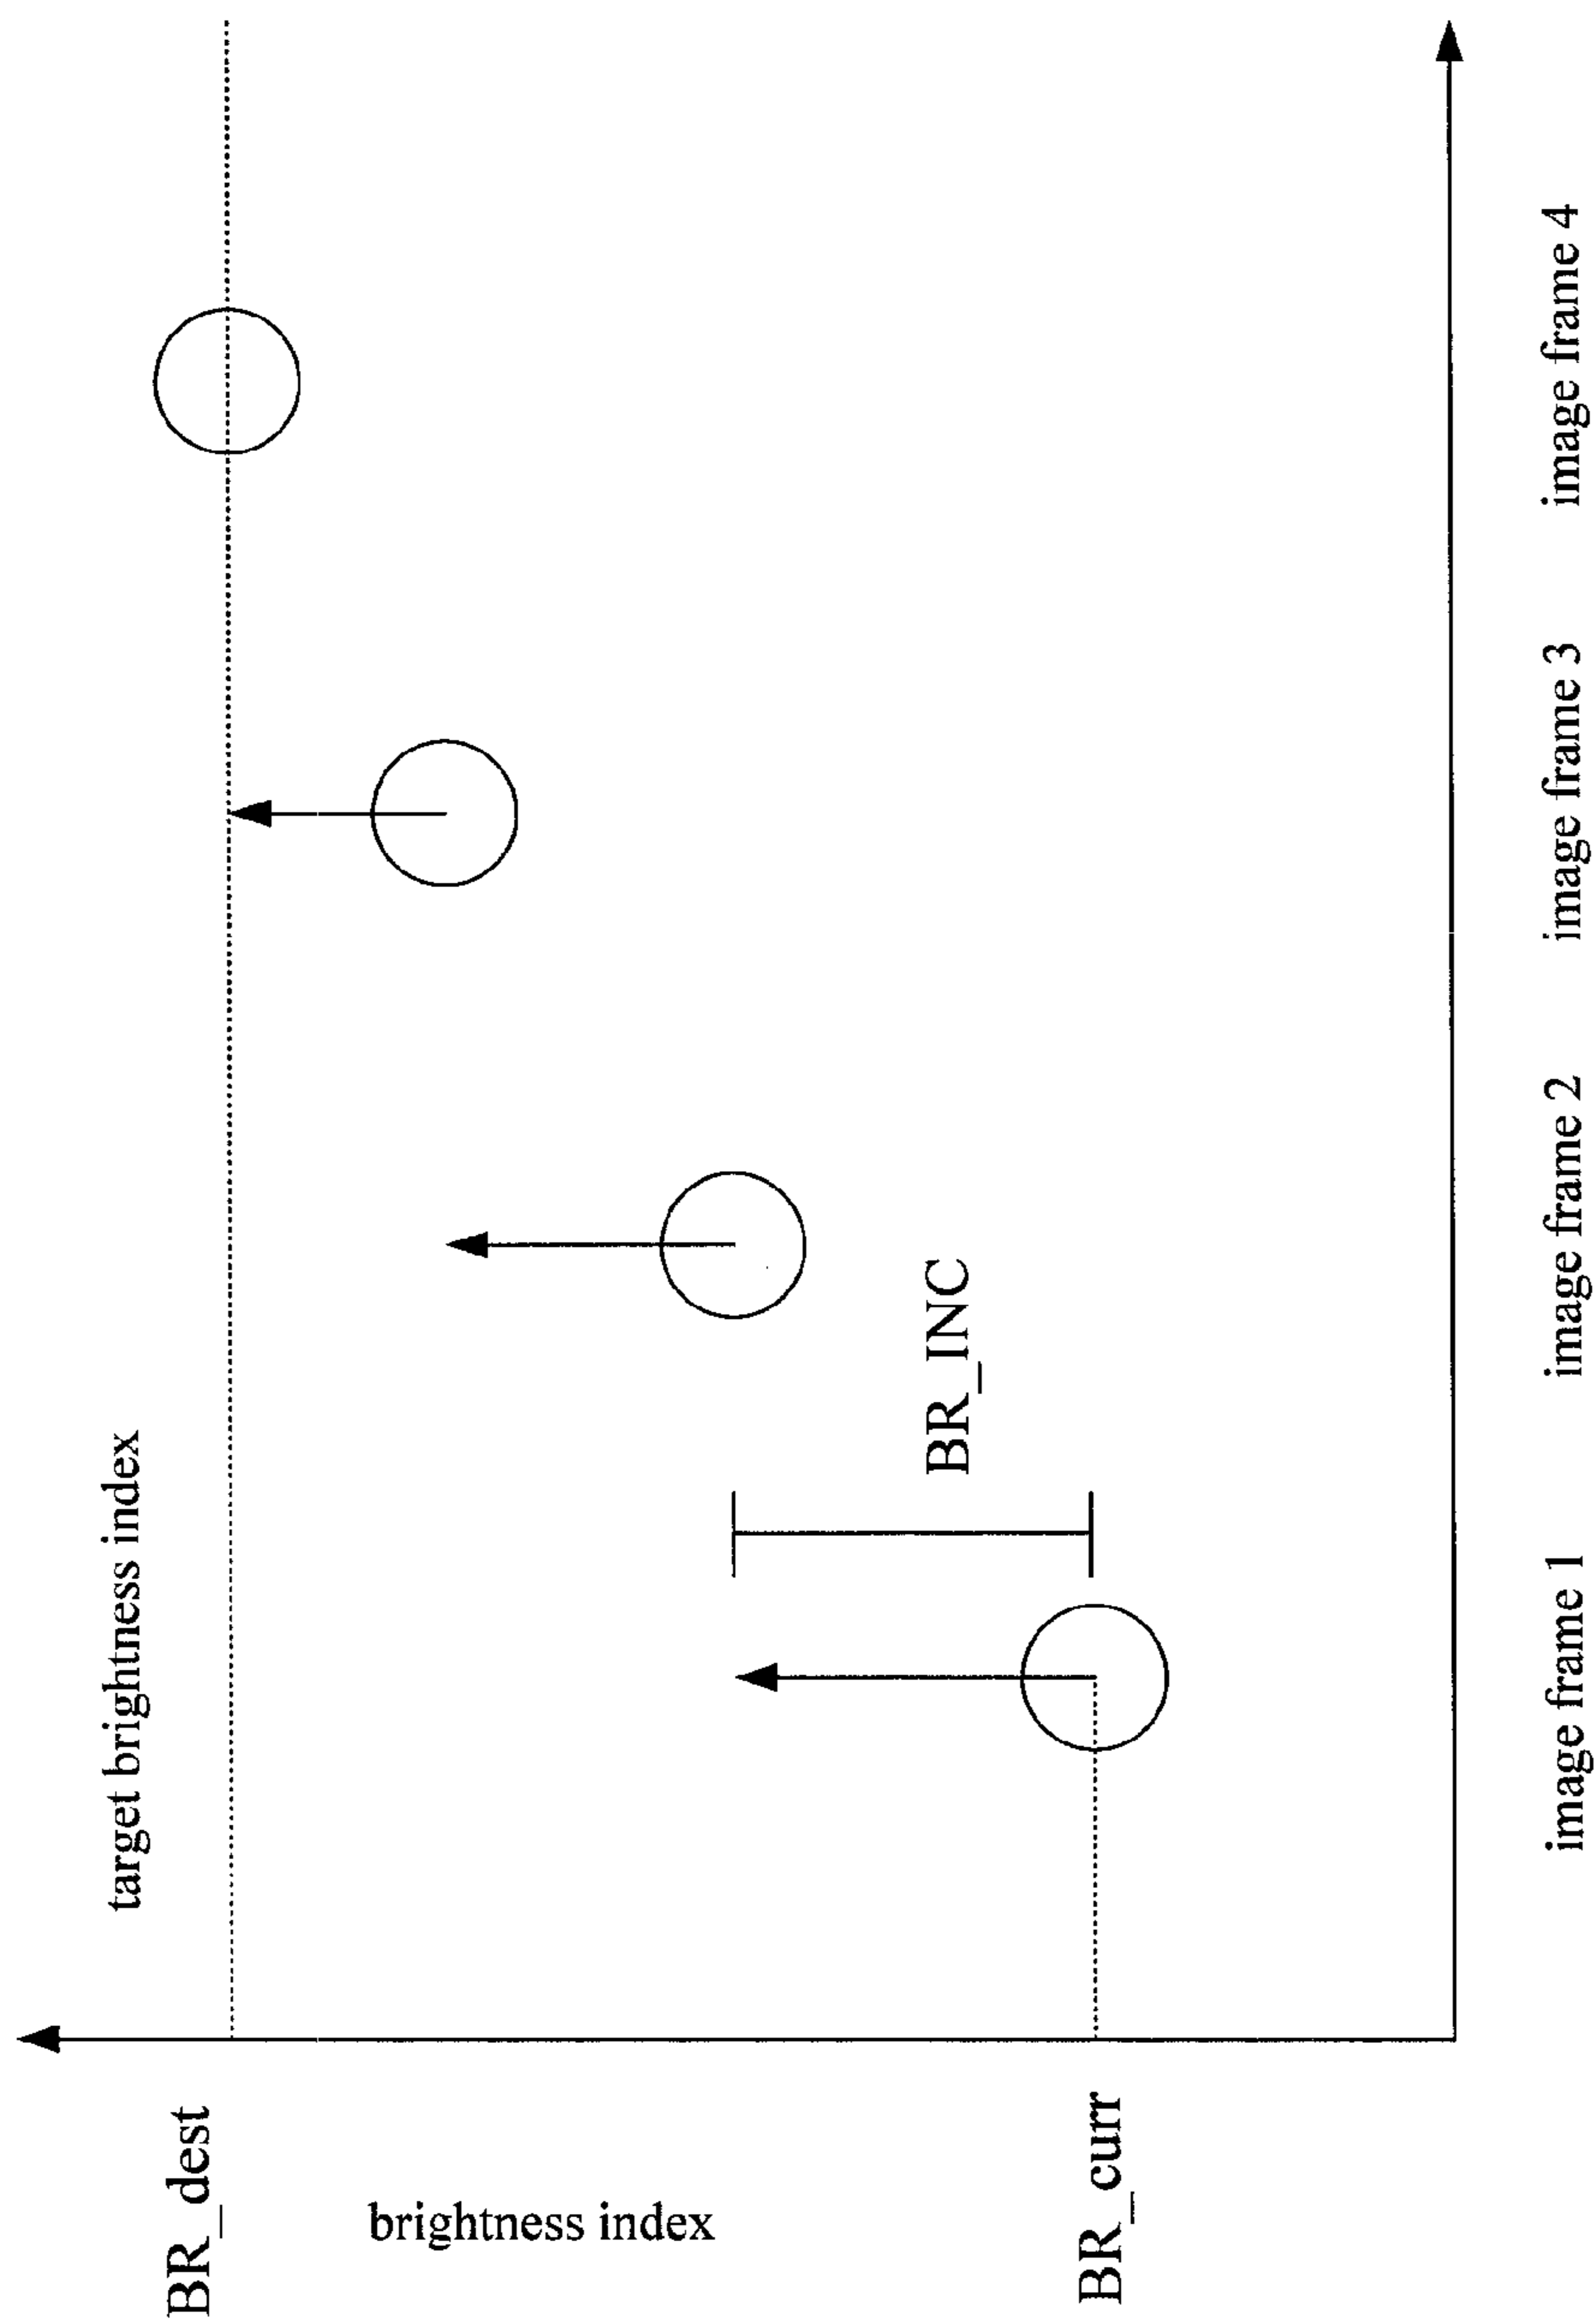 target brightness index
BR_dest
brightness index
BR_INC
BR_curr
image frame 1
image frame 2
image frame 3
image frame 4